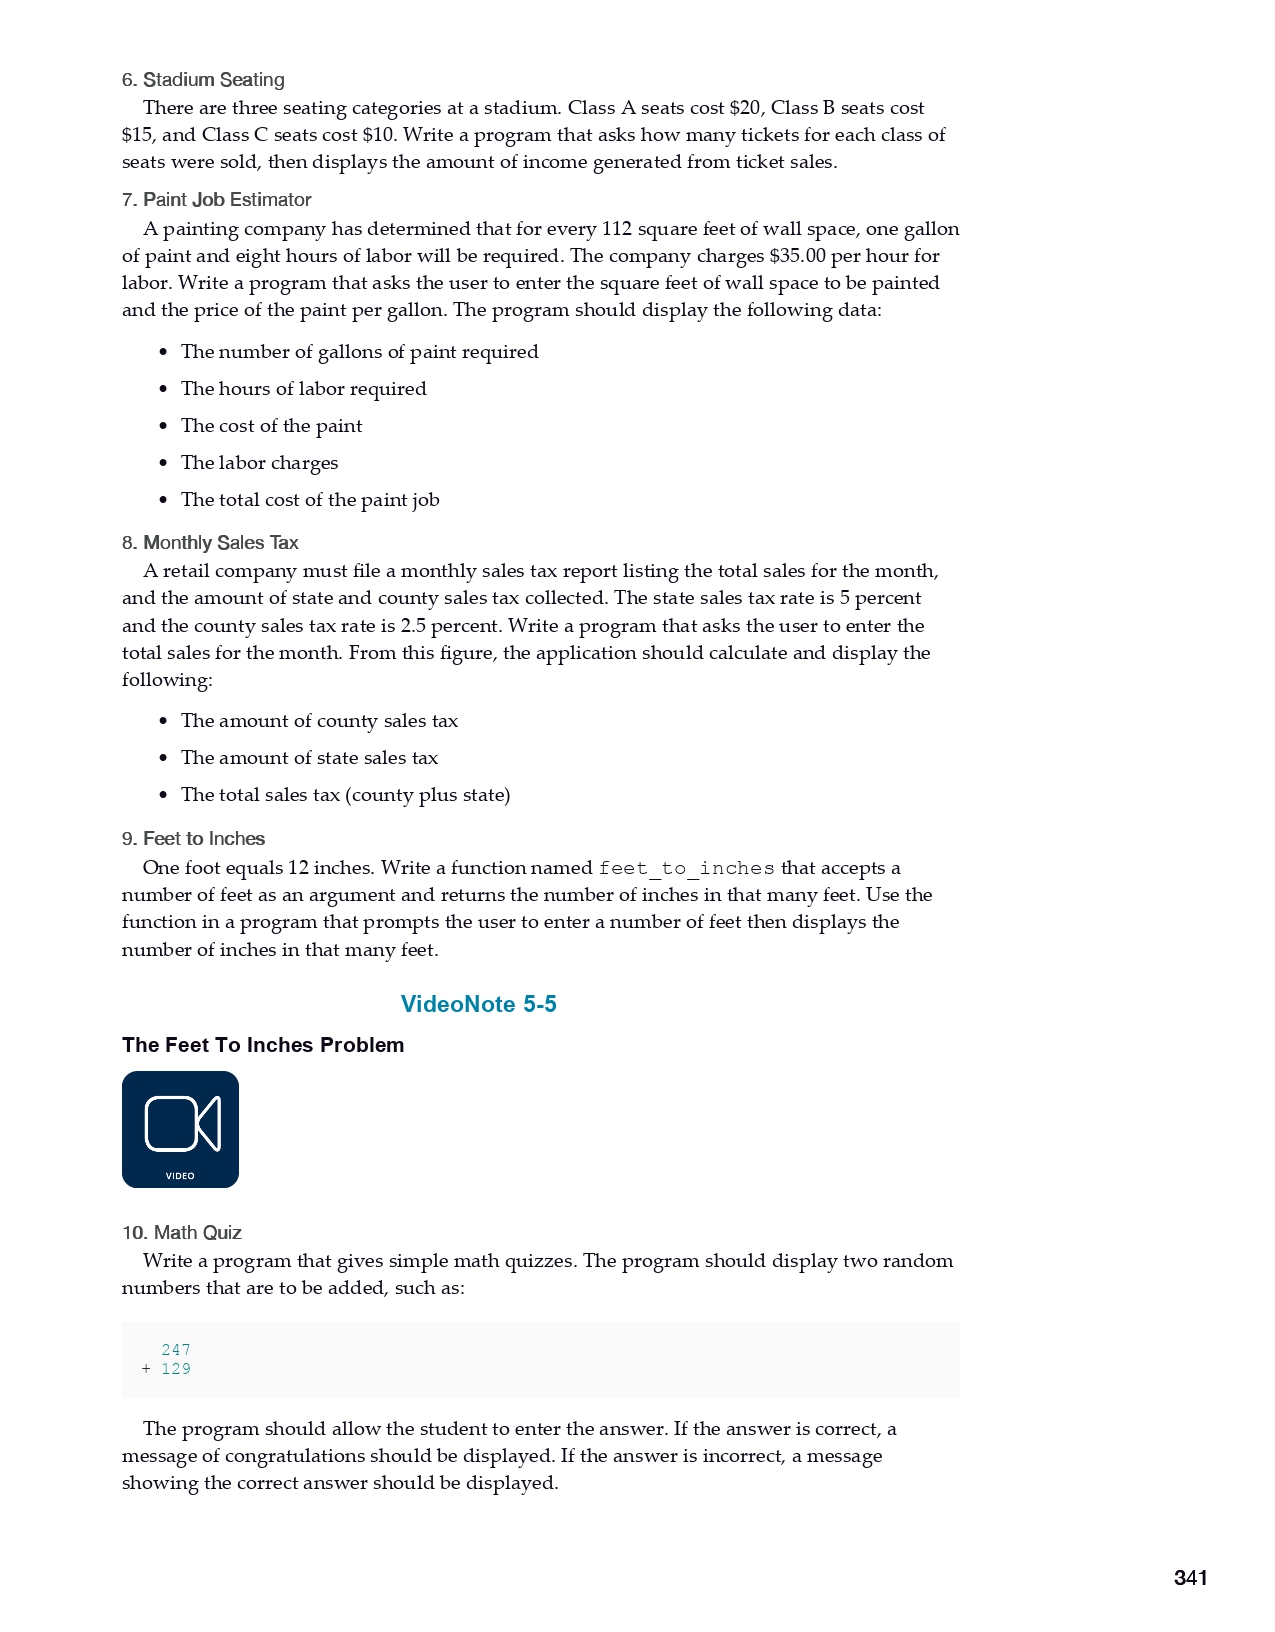 6. Stadium Seating
There are three seating categories at a stadium. Class A seats cost $20, Class B seats cost
$15, and Class C seats cost $10. Write a program that asks how many tickets for each class of
seats were sold, then displays the amount of income generated from ticket sales.
7. Paint Job Estimator
A painting company has determined that for every 112 square feet of wall space, one gallon
of paint and eight hours of labor will be required. The company charges $35.00 per hour for
labor. Write a program that asks the user to enter the square feet of wall space to be painted
and the price of the paint per gallon. The program should display the following data:
• The number of gallons of paint required
• The hours of labor required
• The cost of the paint
• The labor charges
• The total cost of the paint job
8. Monthly Sales Tax
A retail company must file a monthly sales tax report listing the total sales for the month,
and the amount of state and county sales tax collected. The state sales tax rate is 5 percent
and the county sales tax rate is 2.5 percent. Write a program that asks the user to enter the
total sales for the month. From this figure, the application should calculate and display the
following:
• The amount of county sales tax
• The amount of state sales tax
• The total sales tax (county plus state)
9. Feet to Inches
One foot equals 12 inches. Write a function named feet_to_inches that accepts a
number of feet as an argument and returns the number of inches in that many feet. Use the
function in a program that prompts the user to enter a number of feet then displays the
number of inches in that many feet.
VideoNote 5-5
The Feet To Inches Problem
VIDEO
10. Math Quiz
Write a program that gives simple math quizzes. The program should display two random
numbers that are to be added, such as:
247
+ 129
The program should allow the student to enter the answer. If the answer is correct, a
message of congratulations should be displayed. If the answer is incorrect, a message
showing the correct answer should be displayed.
341